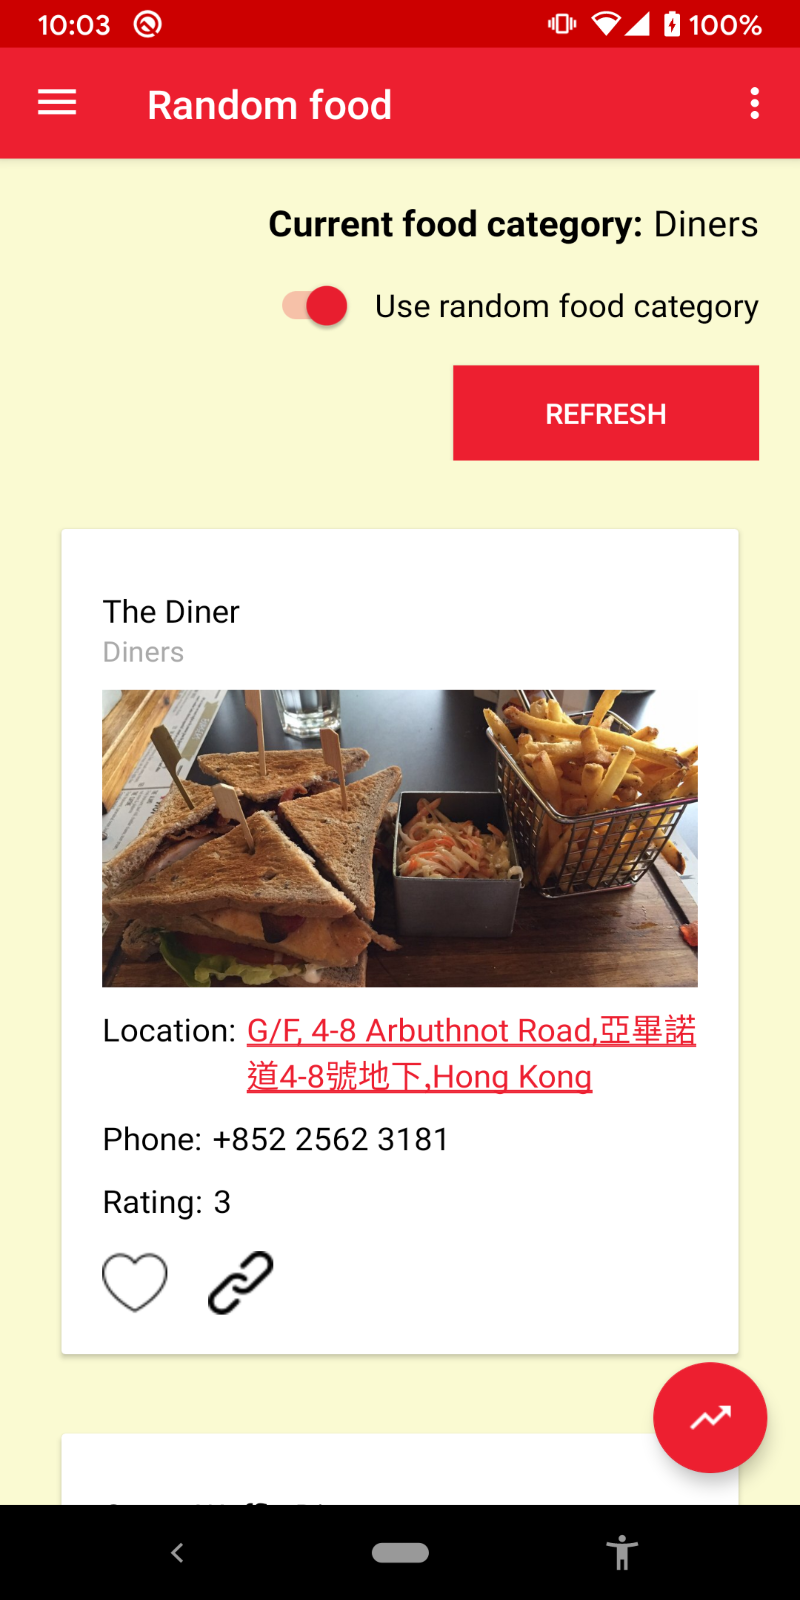 10:03 100%
Random food
Current food category: Diners
Use random food category
REFRESH
The Diner
Diners
Location: G/F, 4-8 Arbuthnot Road,亞畢諾
道4-8號地下,Hong Kong
Phone: +852 2562 3181
Rating: 3